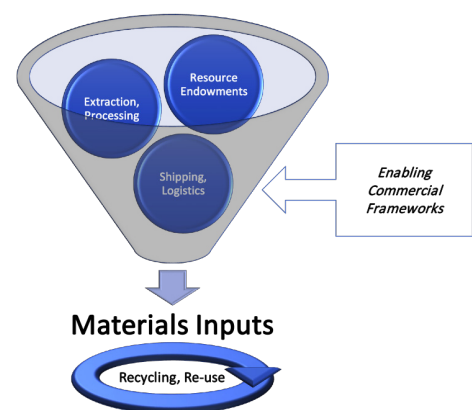 Resource
Endowments
Extraction,
Processing
Shipping,
Logistics
Enabling
Commercial
Frameworks
Materials Inputs
Recycling, Re-use